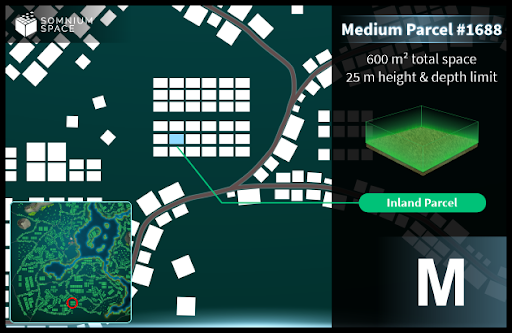 SOMNIUM
SPACE
Medium Parcel #1688
600 m² total space
25 m height & depth limit
Inland Parcel
M